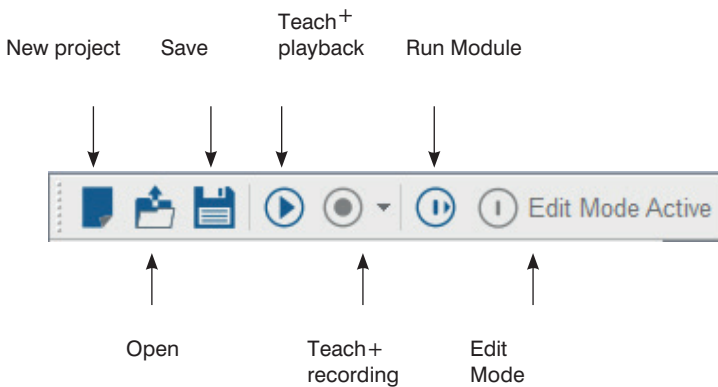 Teach+
New project Save playback Run Module
Edit Mode Active
Open Teach+ Edit
recording Mode